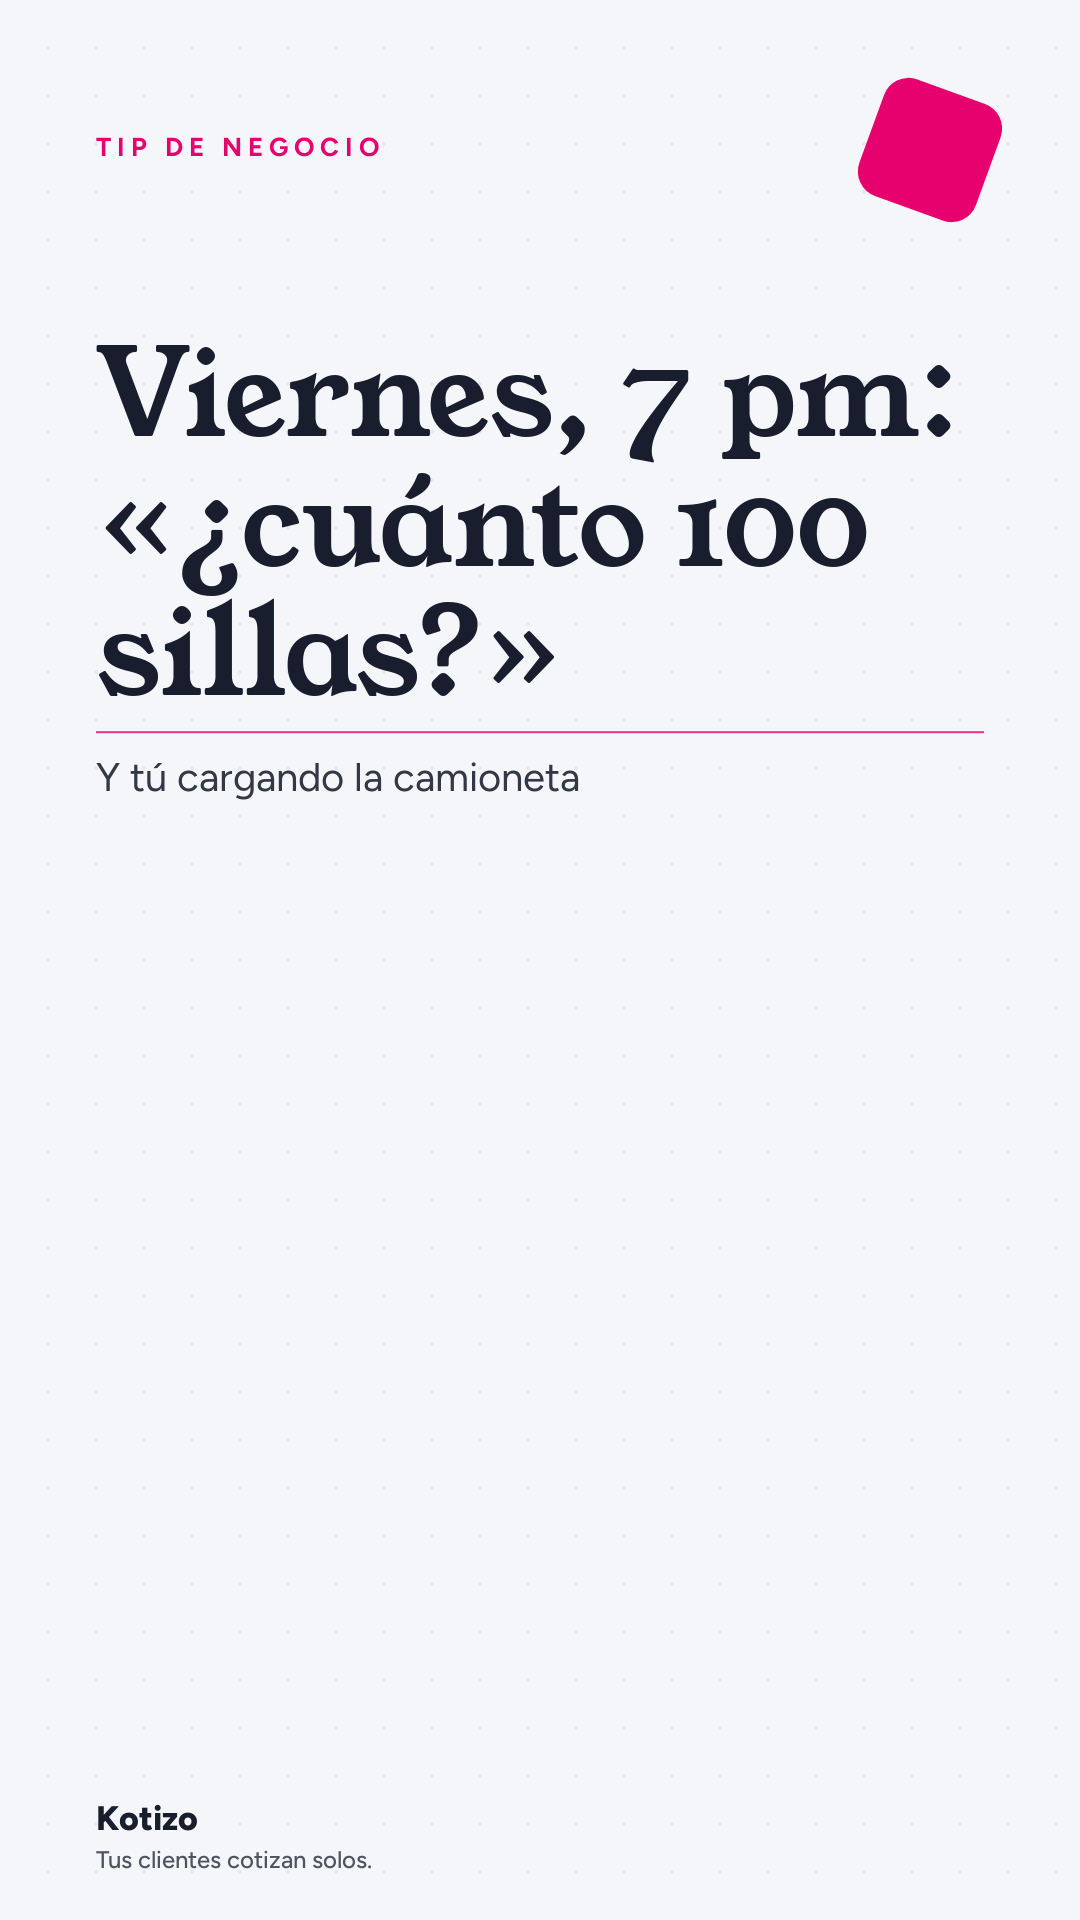 TIP DE NEGOCIO
Viernes, 7 pm:
«¿cuánto 100
sillas?»
Y tú cargando la camioneta
Kotizo
Tus clientes cotizan solos.